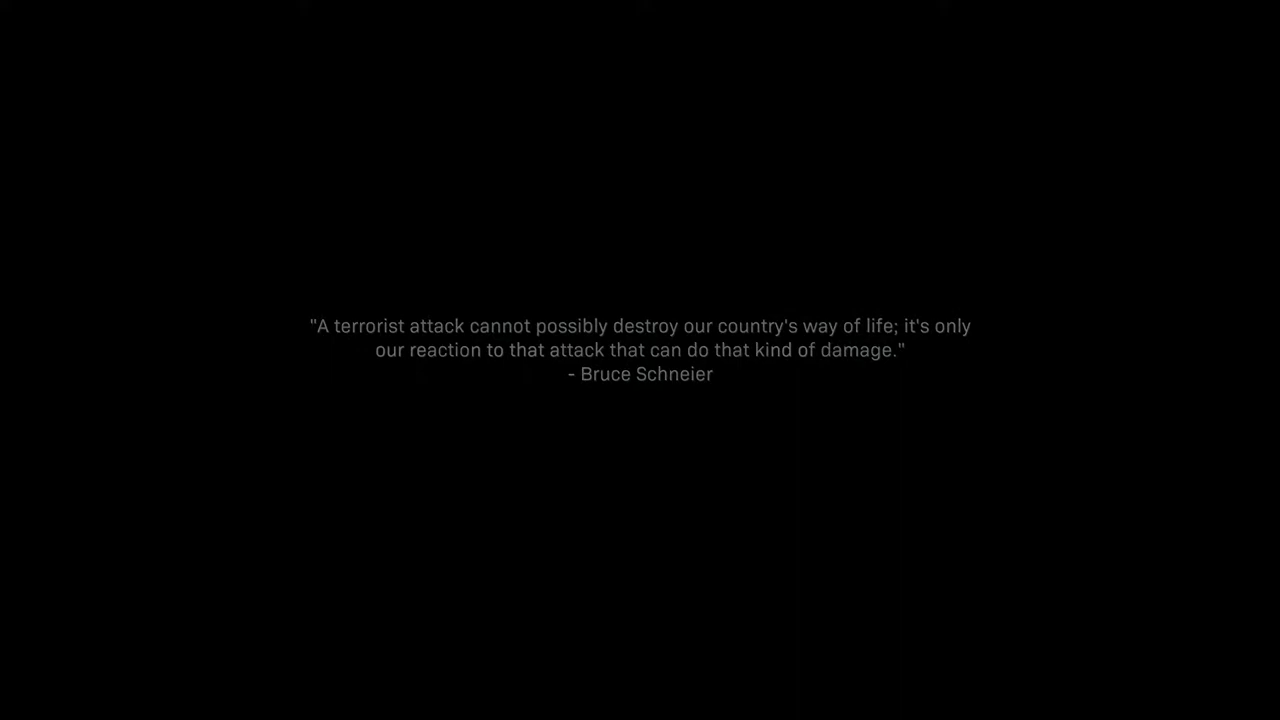 "A terrorist attack cannot possibly destroy our country's way of life; it's only
our reaction to that attack that can do that kind of damage."
- Bruce Schneier